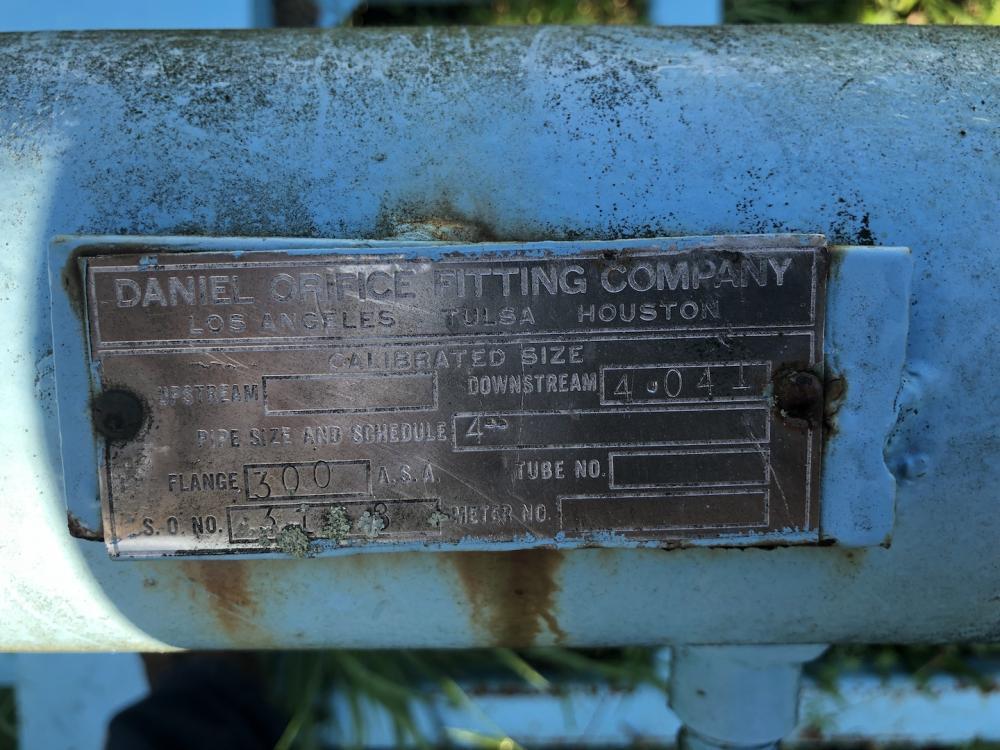 DANIEL ORIFICE FITTING COMPANY
LOS ANGELES TULSA HOUSTON
CALIBRATED SIZE
UPSTREAM DOWNSTREAM 4.041
PIPE SIZE AND SCHEDULE 4"
FLANGE 300 A.S.A. TUBE NO.
S.O. NO. METER NO.